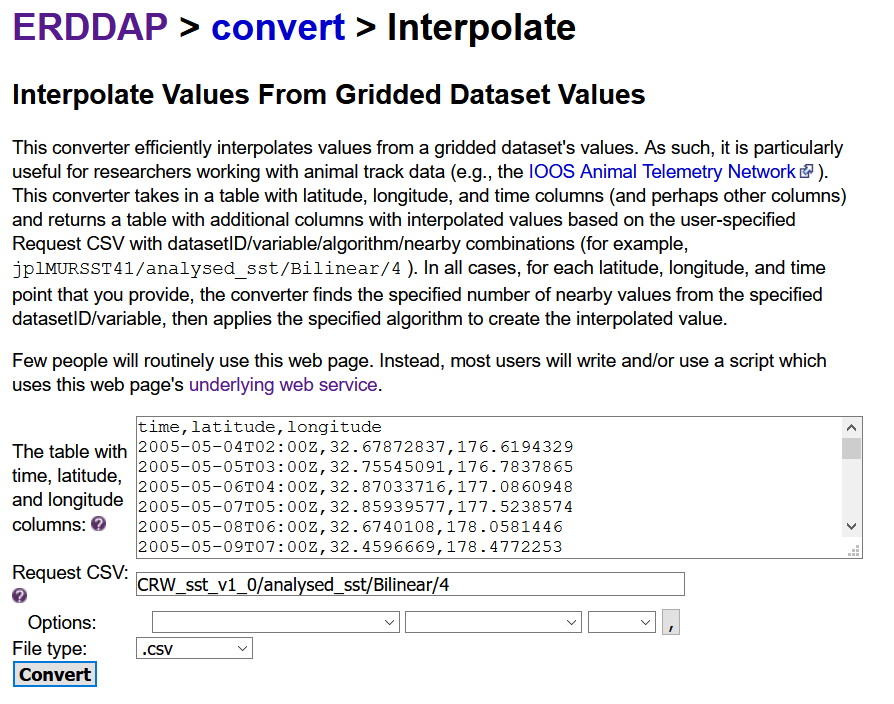 ERDDAP > convert > Interpolate
Interpolate Values From Gridded Dataset Values
This converter efficiently interpolates values from a gridded dataset's values. As such, it is particularly
useful for researchers working with animal track data (e.g., the IOOS Animal Telemetry Network ).
This converter takes in a table with latitude, longitude, and time columns (and perhaps other columns)
and returns a table with additional columns with interpolated values based on the user-specified
Request CSV with datasetID/variable/algorithm/nearby combinations (for example,
jplMURSST41/analysed_sst/Bilinear/4 ). In all cases, for each latitude, longitude, and time
point that you provide, the converter finds the specified number of nearby values from the specified
datasetID/variable, then applies the specified algorithm to create the interpolated value.
Few people will routinely use this web page. Instead, most users will write and/or use a script which
uses this web page's underlying web service.
The table with
time, latitude,
and longitude
columns: ?
time,latitude,longitude
2005-05-04T02:00Z,32.67872837,176.6194329
2005-05-05T03:00Z,32.75545091,176.7837865
2005-05-06T04:00Z,32.87033716,177.0860948
2005-05-07T05:00Z,32.85939577,177.5238574
2005-05-08T06:00Z,32.6740108,178.0581446
2005-05-09T07:00Z,32.4596669,178.4772253
Request CSV:
?
CRW_sst_v1_0/analysed_sst/Bilinear/4
Options:
,
File type: .csv
Convert